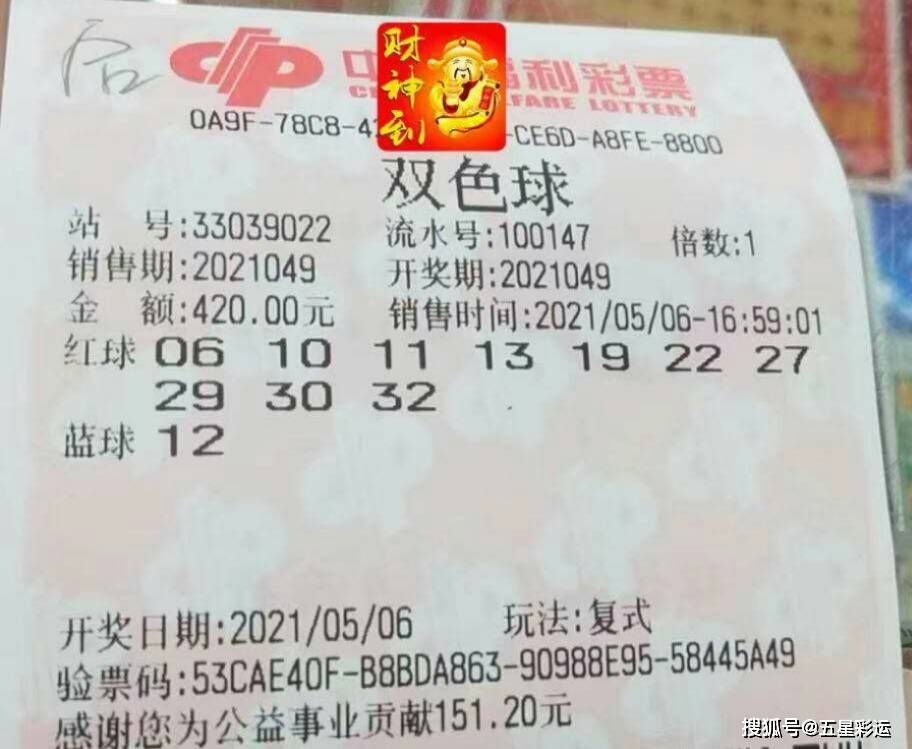 后
中 福利彩票
WELFARE LOTTERY
0A9F-78C8-4 -CE6D-A8FE-8800
财神到
双色球
站 号:33039022 流水号:100147 倍数:1
销售期:2021049 开奖期:2021049
金 额:420.00元 销售时间:2021/05/06-16:59:01
红球 06 10 11 13 19 22 27
29 30 32
蓝球 12
开奖日期:2021/05/06 玩法:复式
验票码:53CAE40F-B8BDA863-90988E95-58445A49
感谢您为公益事业贡献151.20元
搜狐号@五星彩运